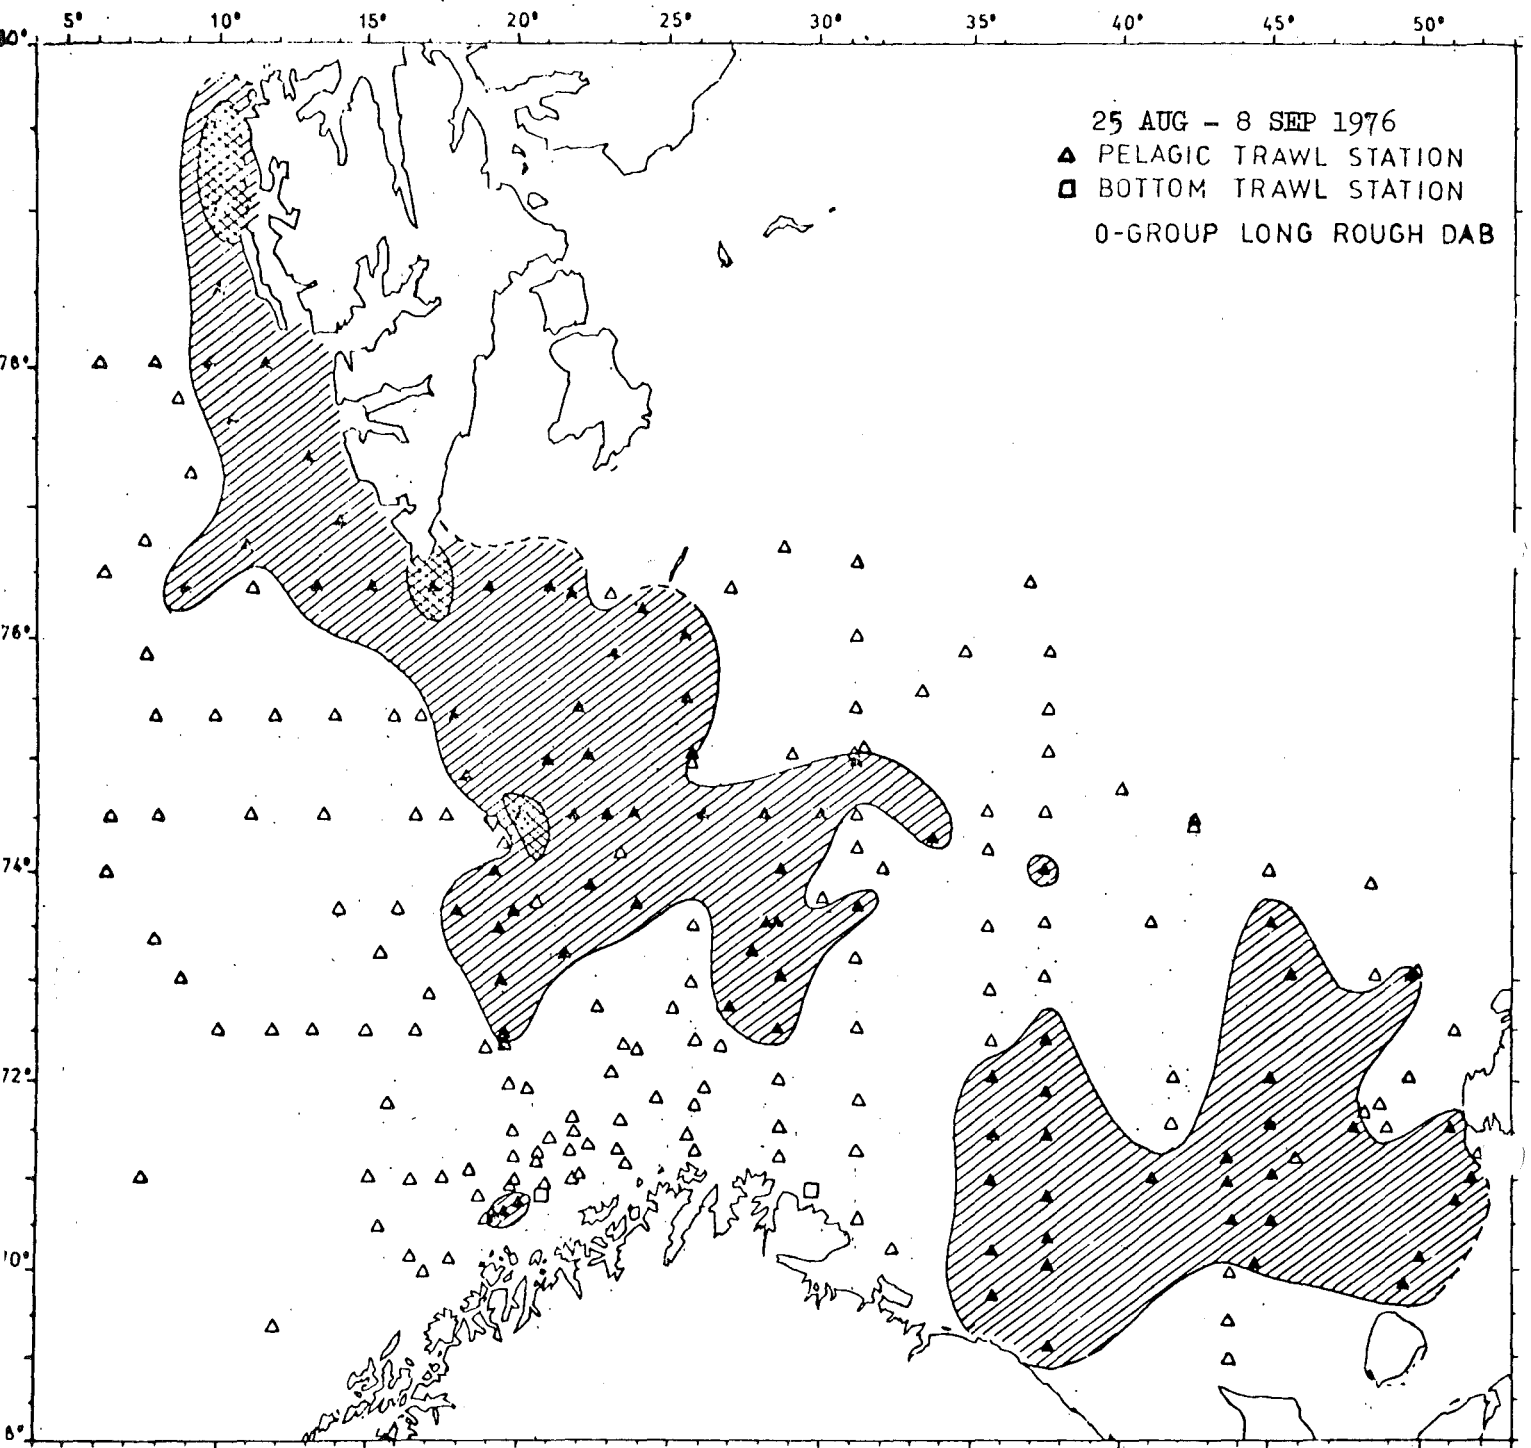 5° 10° 15° 20° 25° 30° 35° 40° 45° 50°
25 AUG – 8 SEP 1976
PELAGIC TRAWL STATION
BOTTOM TRAWL STATION
0-GROUP LONG ROUGH DAB
78°
76°
74°
72°